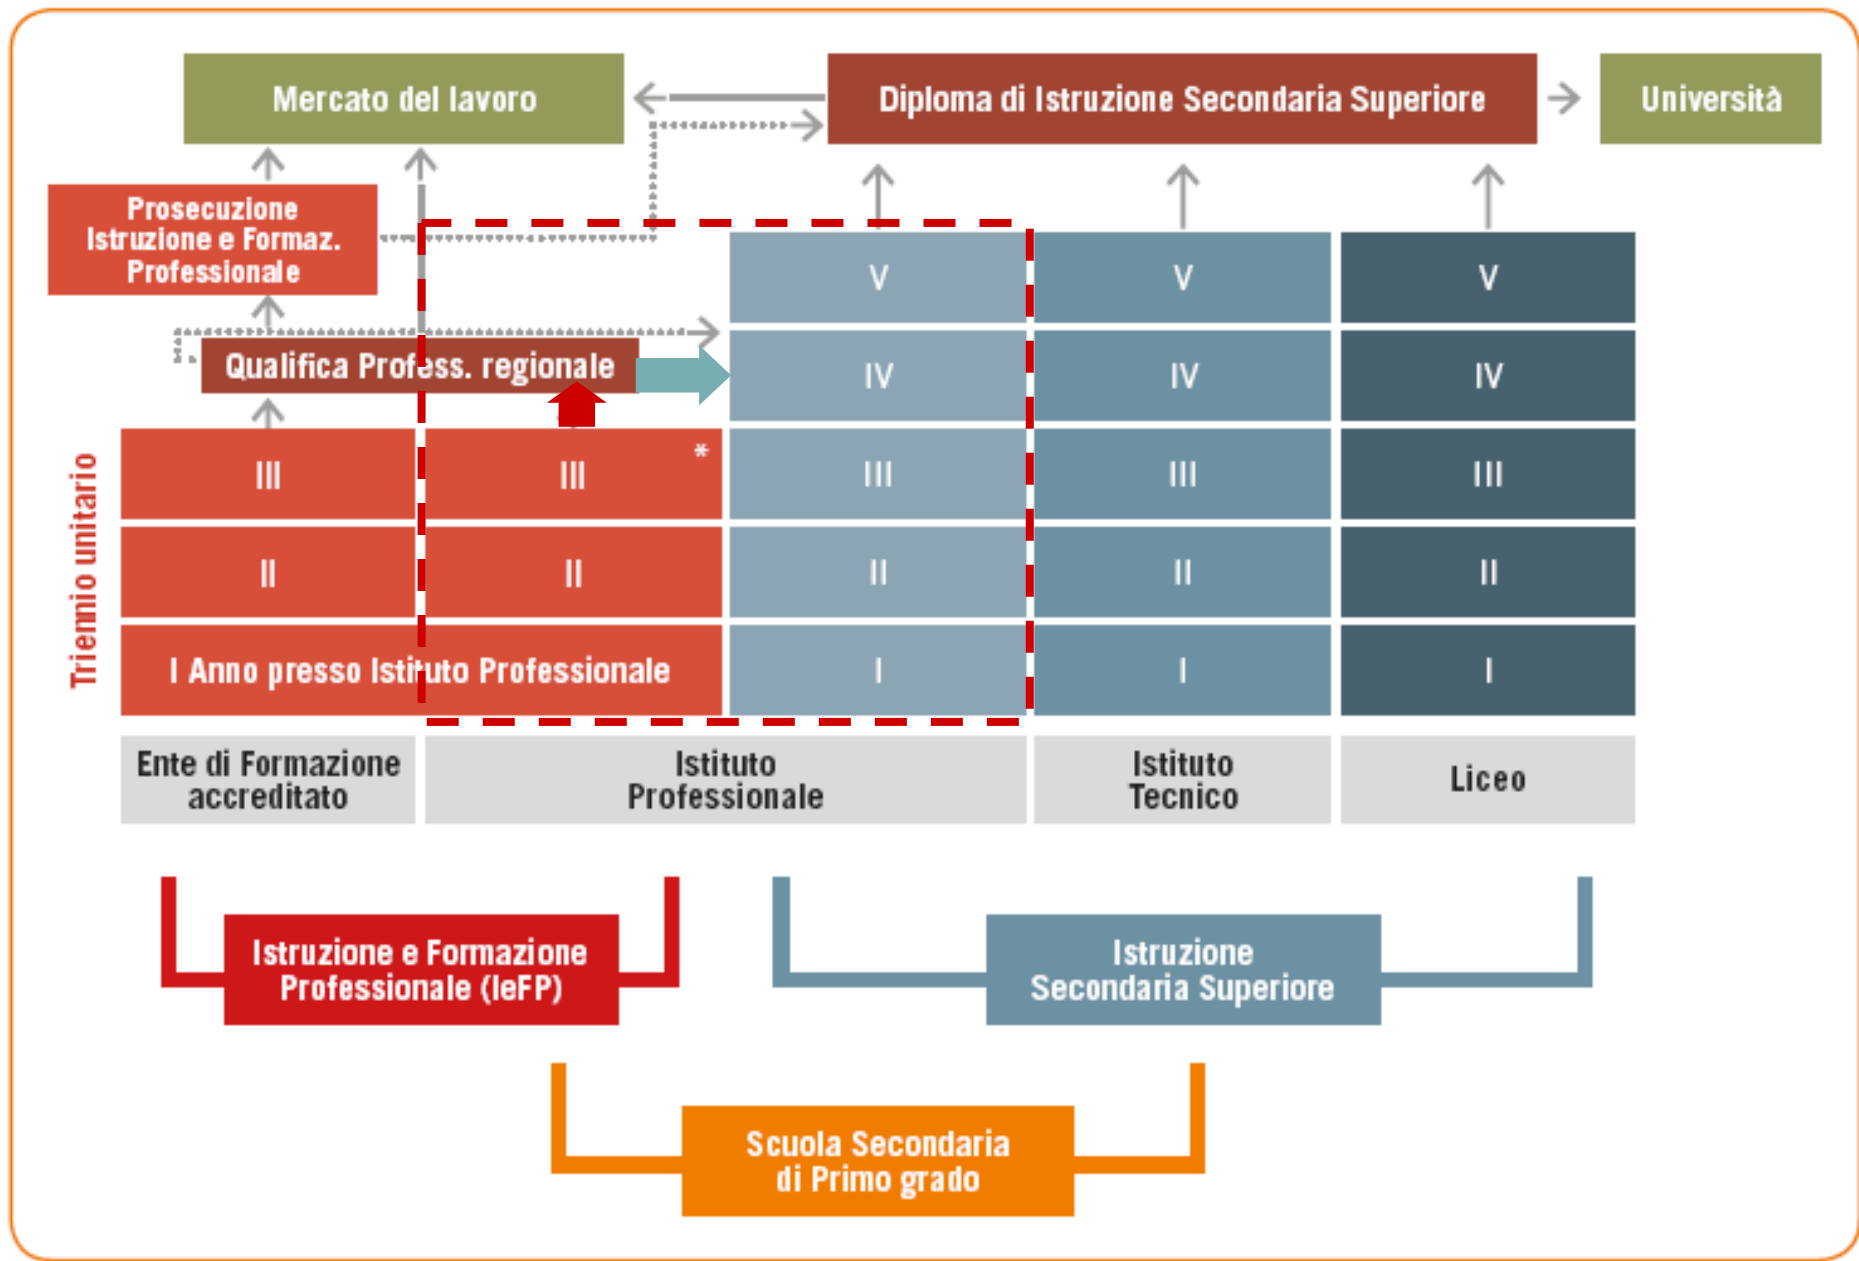 Mercato del lavoro
Diploma di Istruzione Secondaria Superiore
Università
Prosecuzione
Istruzione e Formaz.
Professionale
Qualifica Profess. regionale
V
V
V
IV
IV
IV
Triennio unitario
III
III
*
III
III
III
II
II
II
II
II
I Anno presso Istituto Professionale
I
I
I
Ente di Formazione
accreditato
Istituto
Professionale
Istituto
Tecnico
Liceo
Istruzione e Formazione
Professionale (IeFP)
Istruzione
Secondaria Superiore
Scuola Secondaria
di Primo grado